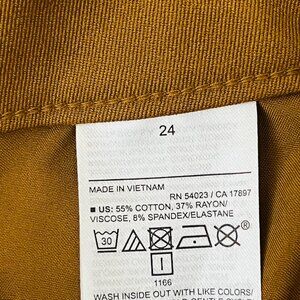 24
MADE IN VIETNAM
RN 54023 / CA 17897
■ US: 55% COTTON, 37% RAYON/
VISCOSE, 8% SPANDEX/ELASTANE
30
1166
WASH INSIDE OUT WITH LIKE COLORS/